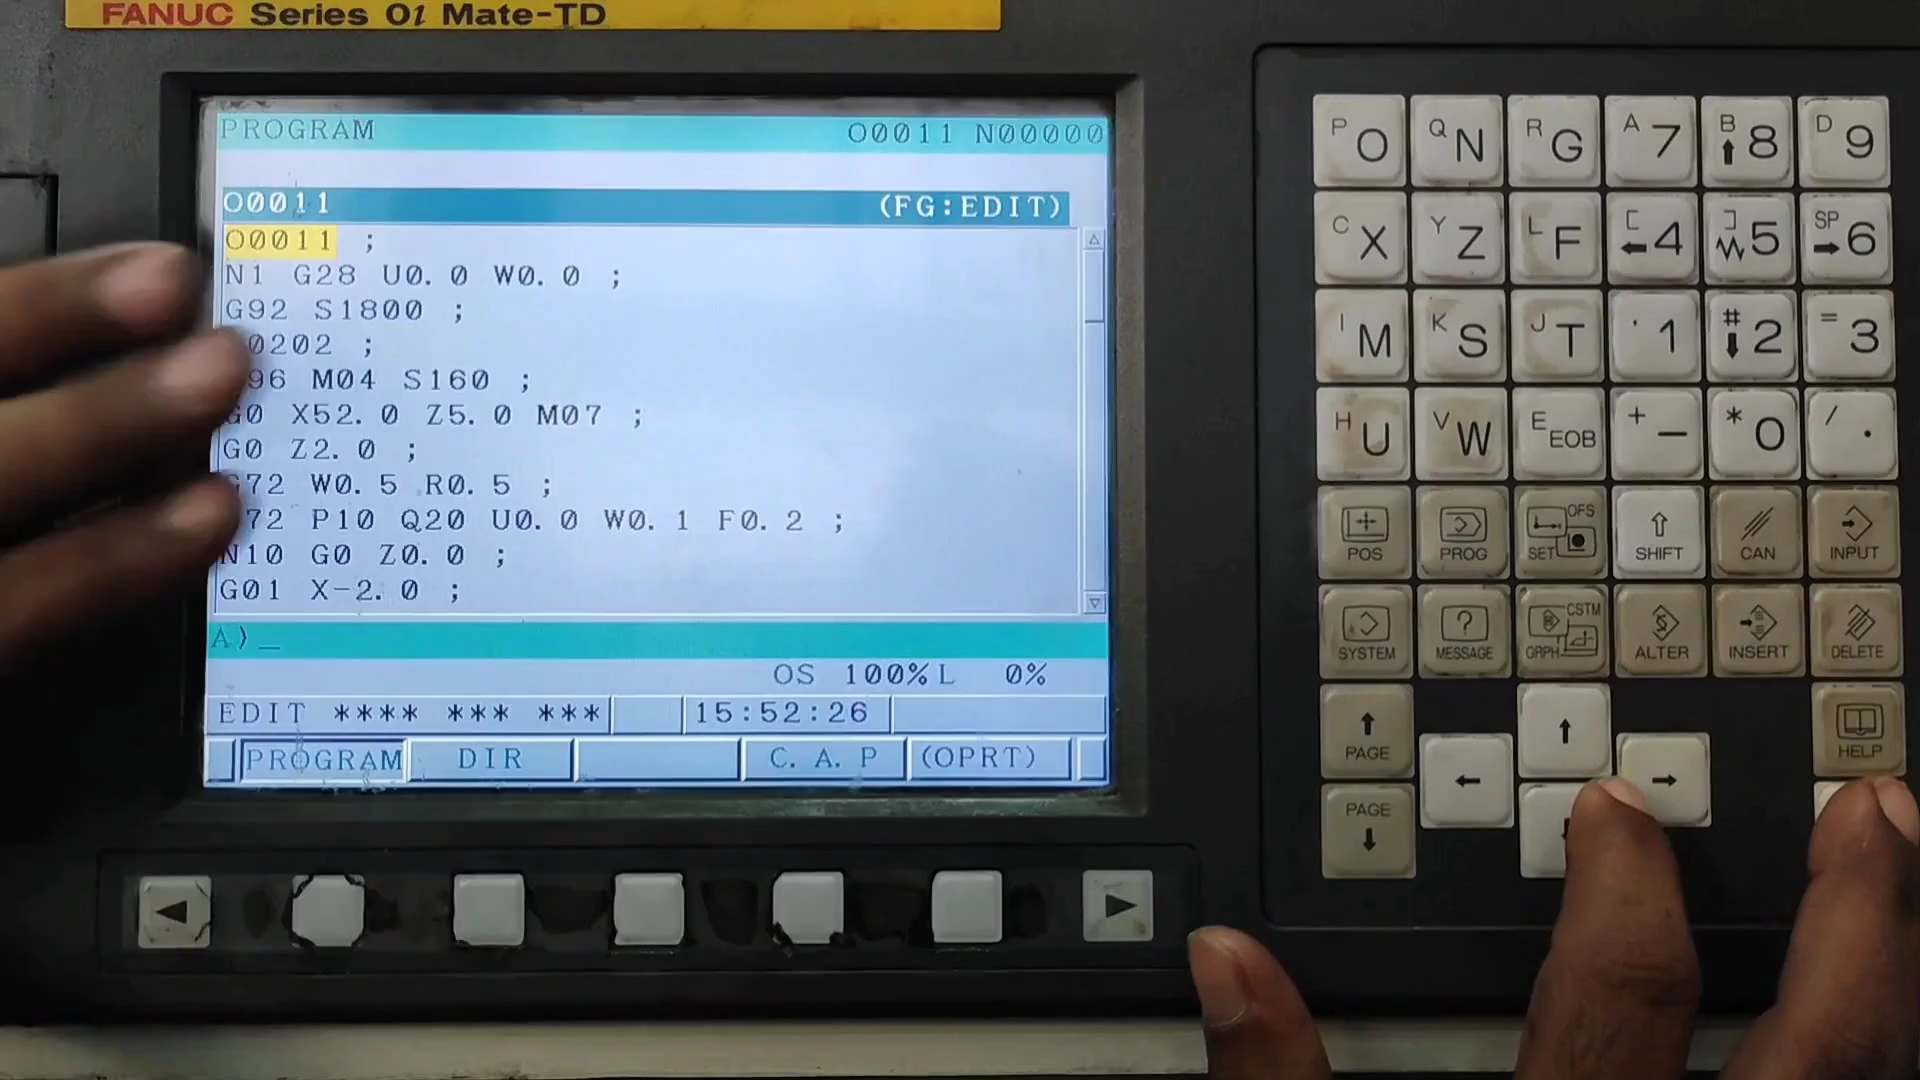 FANUC Series 0i Mate-TD
PROGRAM O0011 N00000
O0011 (FG:EDIT)
O0011 ;
N1 G28 U0. 0 W0. 0 ;
G92 S1800 ;
0202 ;
96 M04 S160 ;
G0 X52. 0 Z5. 0 M07 ;
G0 Z2. 0 ;
G72 W0. 5 R0. 5 ;
72 P10 Q20 U0. 0 W0. 1 F0. 2 ;
N10 G0 Z0. 0 ;
G01 X-2. 0 ;
A)_
OS 100% L 0%
EDIT **** *** *** 15:52:26
PROGRAM DIR C. A. P (OPRT)
P O Q N R G A 7 B 8 D 9
C X Y Z L F [ 4 ] 5 SP 6
I M K S J T ' 1 # 2 = 3
H U V W E EOB + - * 0 / .
POS PROG OFS SET SHIFT CAN INPUT
SYSTEM MESSAGE CSTM GRPH ALTER INSERT DELETE
PAGE HELP
PAGE